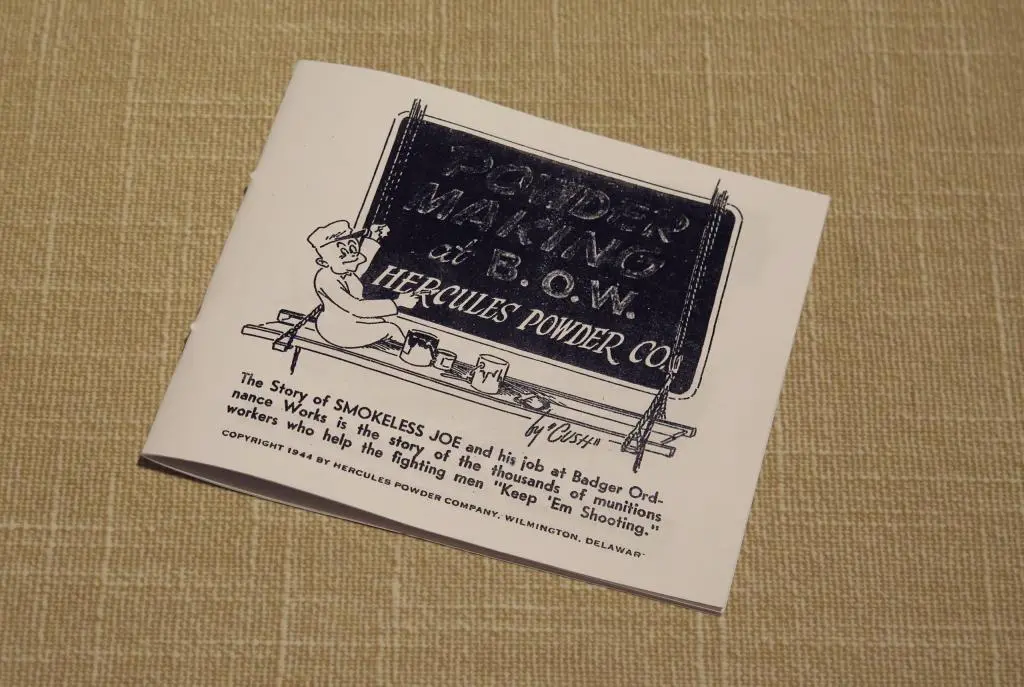 POWDER
MAKING
at B.O.W.
HERCULES POWDER CO.
by "CUSH"
The Story of SMOKELESS JOE and his job at Badger Ord-
nance Works is the story of the thousands of munitions
workers who help the fighting men "Keep 'Em Shooting."
COPYRIGHT 1944 BY HERCULES POWDER COMPANY, WILMINGTON, DELAWAR